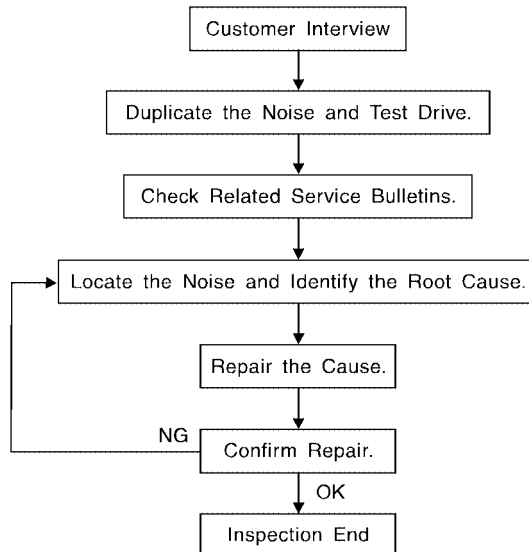 Customer Interview
Duplicate the Noise and Test Drive.
Check Related Service Bulletins.
Locate the Noise and Identify the Root Cause.
Repair the Cause.
NG
Confirm Repair.
OK
Inspection End